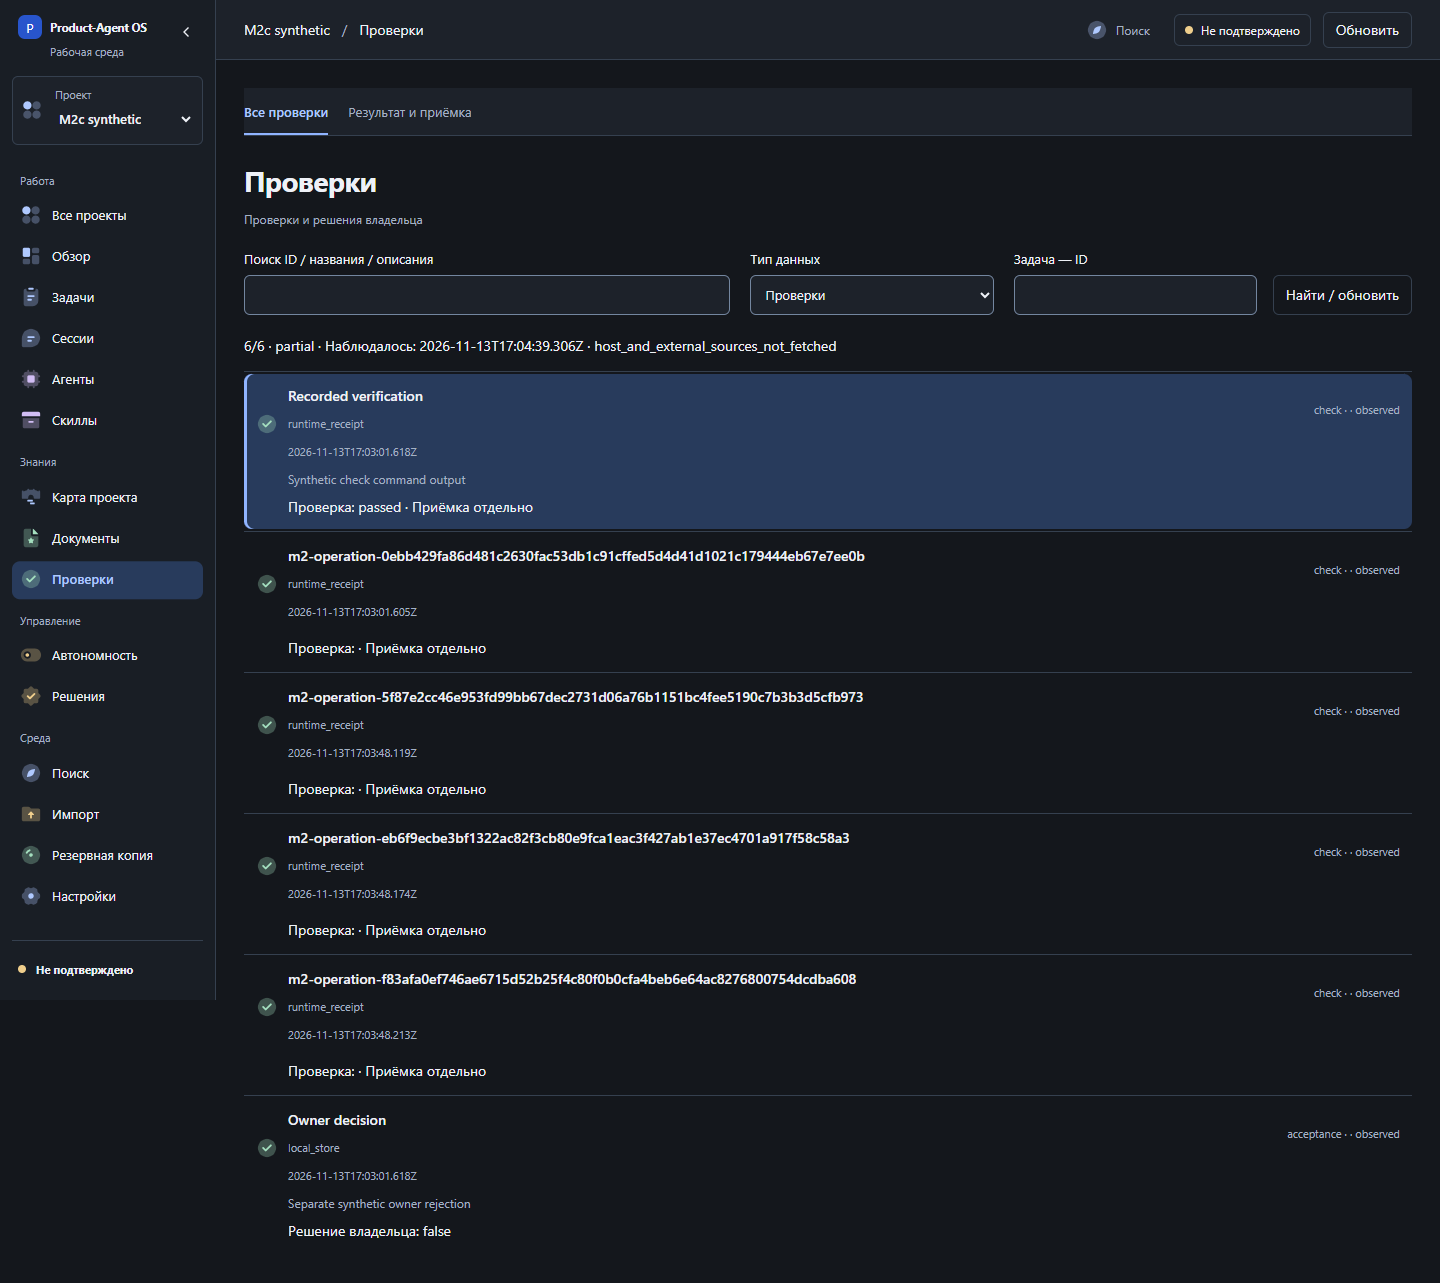 P
Product-Agent OS
Рабочая среда
Проект
M2c synthetic
Работа
Все проекты
Обзор
Задачи
Сессии
Агенты
Скиллы
Знания
Карта проекта
Документы
Проверки
Управление
Автономность
Решения
Среда
Поиск
Импорт
Резервная копия
Настройки
Не подтверждено
M2c synthetic / Проверки
Поиск
Не подтверждено
Обновить
Все проверки
Результат и приёмка
Проверки
Проверки и решения владельца
Поиск ID / названия / описания
Тип данных
Проверки
Задача — ID
Найти / обновить
6/6 · partial · Наблюдалось: 2026-11-13T17:04:39.306Z · host_and_external_sources_not_fetched
Recorded verification
check · · observed
runtime_receipt
2026-11-13T17:03:01.618Z
Synthetic check command output
Проверка: passed · Приёмка отдельно
m2-operation-0ebb429fa86d481c2630fac53db1c91cffed5d4d41d1021c179444eb67e7ee0b
check · · observed
runtime_receipt
2026-11-13T17:03:01.605Z
Проверка: · Приёмка отдельно
m2-operation-5f87e2cc46e953fd99bb67dec2731d06a76b1151bc4fee5190c7b3b3d5cfb973
check · · observed
runtime_receipt
2026-11-13T17:03:48.119Z
Проверка: · Приёмка отдельно
m2-operation-eb6f9ecbe3bf1322ac82f3cb80e9fca1eac3f427ab1e37ec4701a917f58c58a3
check · · observed
runtime_receipt
2026-11-13T17:03:48.174Z
Проверка: · Приёмка отдельно
m2-operation-f83afa0ef746ae6715d52b25f4c80f0b0cfa4beb6e64ac8276800754dcdba608
check · · observed
runtime_receipt
2026-11-13T17:03:48.213Z
Проверка: · Приёмка отдельно
Owner decision
acceptance · · observed
local_store
2026-11-13T17:03:01.618Z
Separate synthetic owner rejection
Решение владельца: false